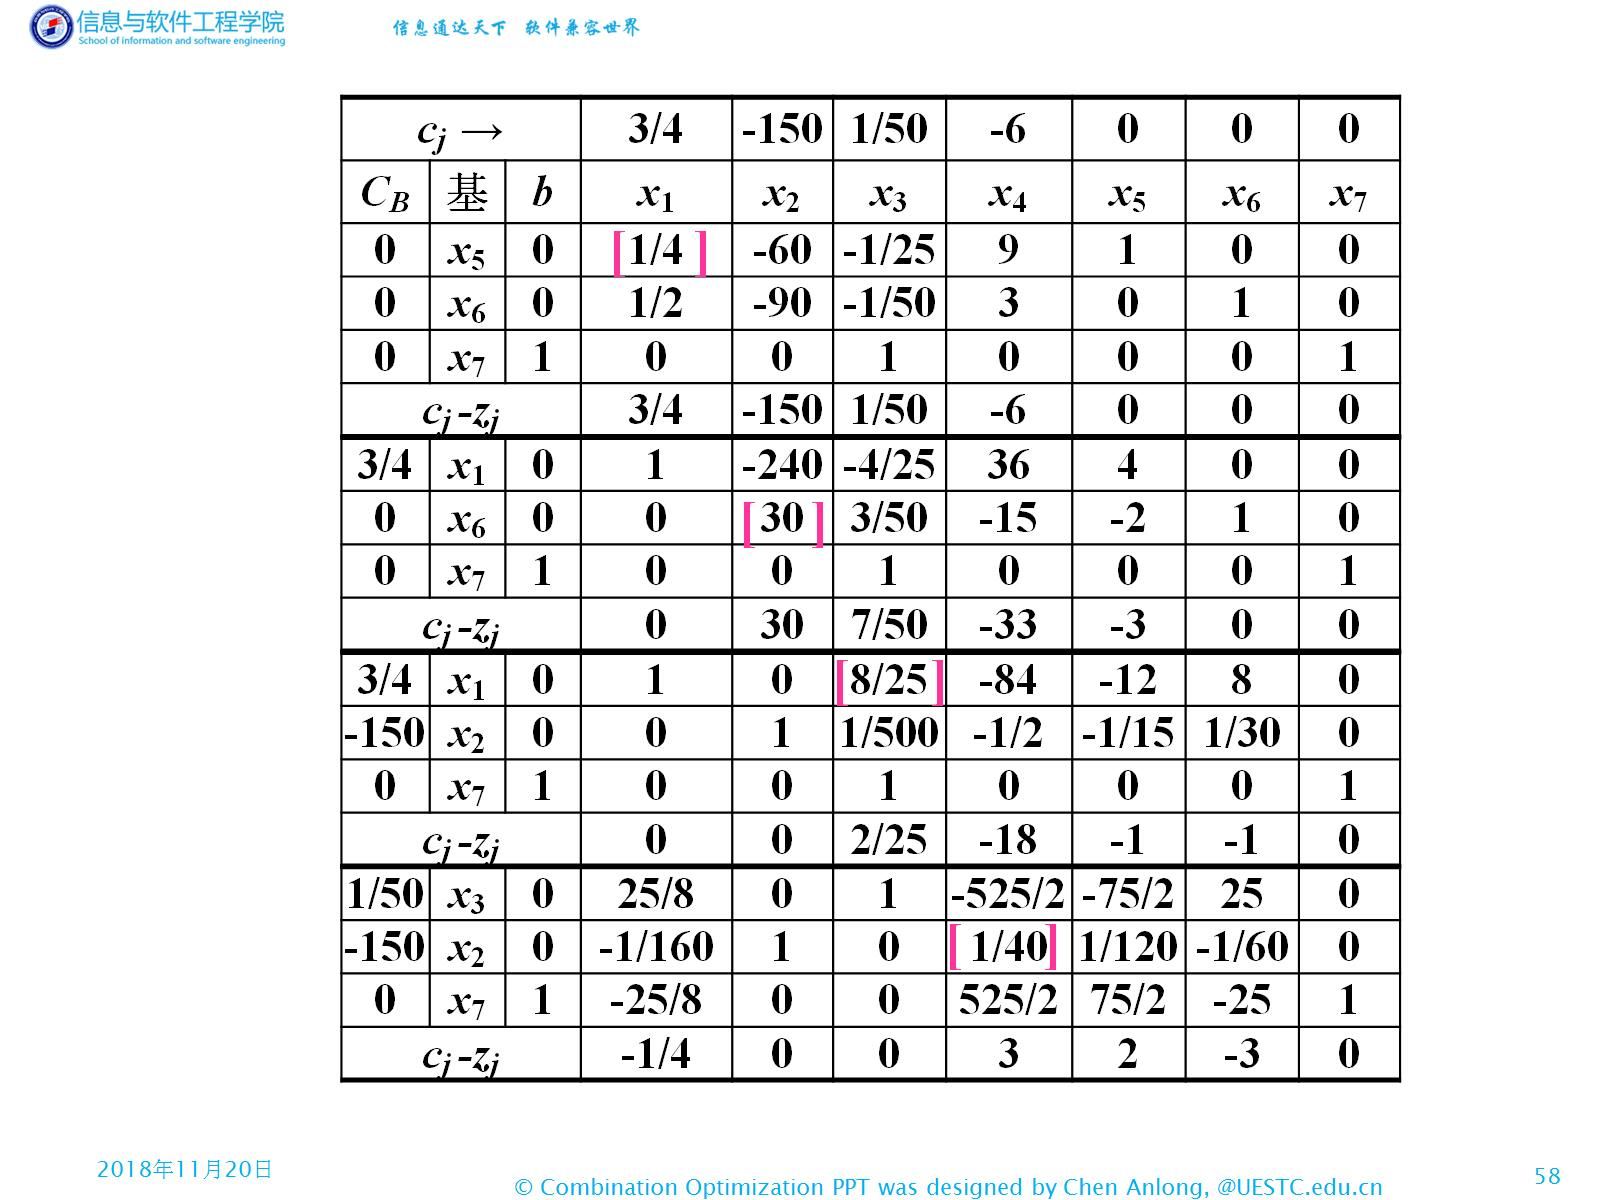 信息与软件工程学院
School of information and software engineering
信息通达天下 软件兼容世界
cj → 3/4 -150 1/50 -6 0 0 0
CB 基 b x1 x2 x3 x4 x5 x6 x7
0 x5 0 [1/4] -60 -1/25 9 1 0 0
0 x6 0 1/2 -90 -1/50 3 0 1 0
0 x7 1 0 0 1 0 0 0 1
cj-zj 3/4 -150 1/50 -6 0 0 0
3/4 x1 0 1 -240 -4/25 36 4 0 0
0 x6 0 0 [30] 3/50 -15 -2 1 0
0 x7 1 0 0 1 0 0 0 1
cj-zj 0 30 7/50 -33 -3 0 0
3/4 x1 0 1 0 [8/25] -84 -12 8 0
-150 x2 0 0 1 1/500 -1/2 -1/15 1/30 0
0 x7 1 0 0 1 0 0 0 1
cj-zj 0 0 2/25 -18 -1 -1 0
1/50 x3 0 25/8 0 1 -525/2 -75/2 25 0
-150 x2 0 -1/160 1 0 [1/40] 1/120 -1/60 0
0 x7 1 -25/8 0 0 525/2 75/2 -25 1
cj-zj -1/4 0 0 3 2 -3 0
2018年11月20日
© Combination Optimization PPT was designed by Chen Anlong, @UESTC.edu.cn
58